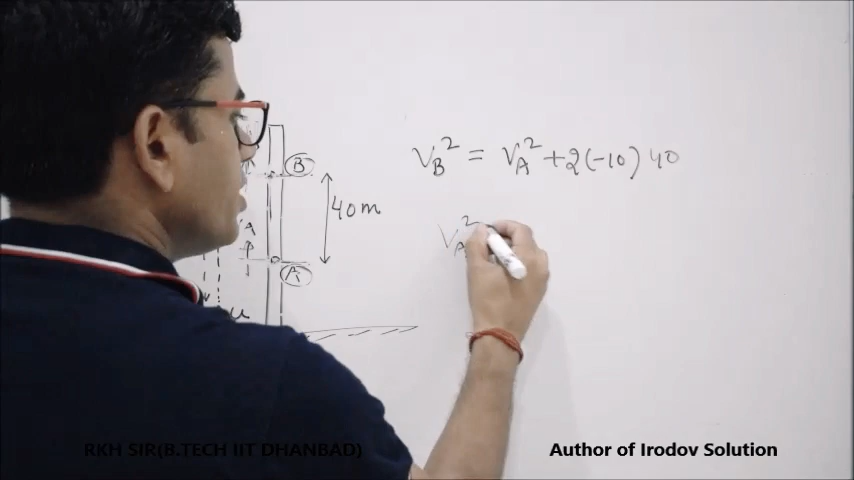 V_B² = V_A² + 2(-10) 40
B
40m
V_A²
A
A
u
RKH SIR(B.TECH IIT DHANBAD)
Author of Irodov Solution